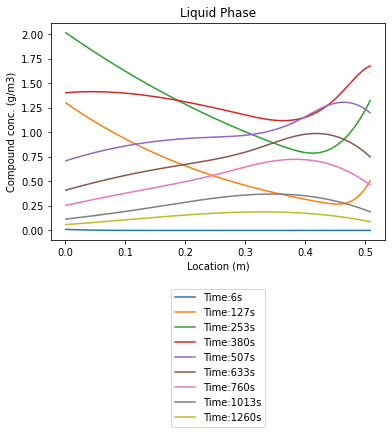 Liquid Phase
Compound conc. (g/m3)
2.00
1.75
1.50
1.25
1.00
0.75
0.50
0.25
0.00
0.0 0.1 0.2 0.3 0.4 0.5
Location (m)
Time:6s
Time:127s
Time:253s
Time:380s
Time:507s
Time:633s
Time:760s
Time:1013s
Time:1260s